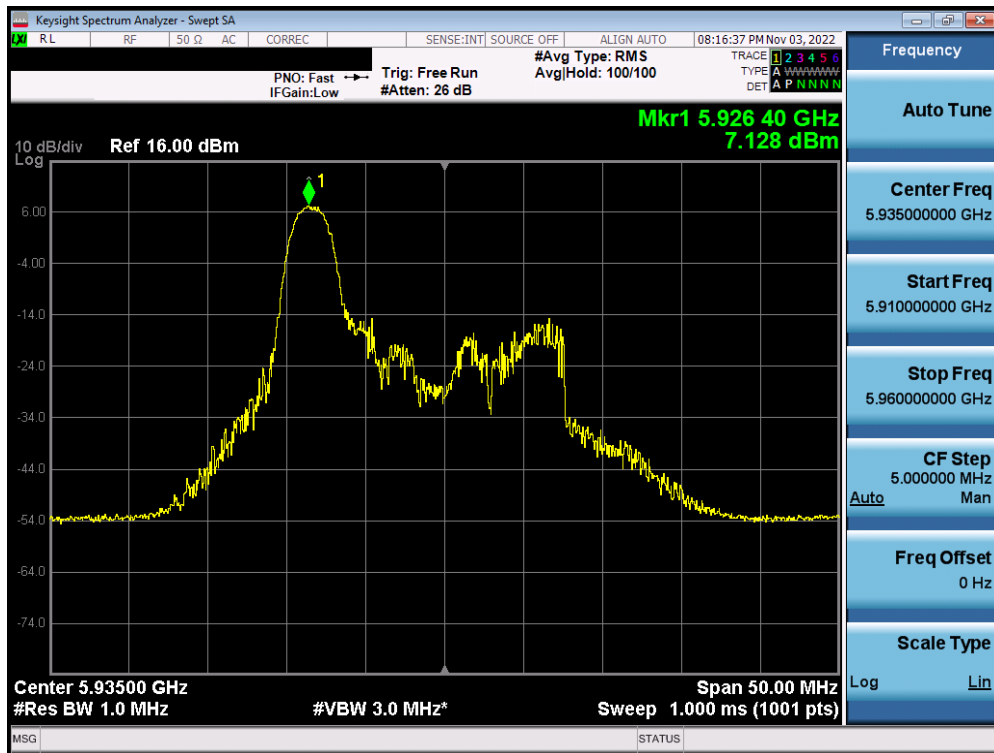 Keysight Spectrum Analyzer - Swept SA
LXI RL RF 50 Ω AC CORREC SENSE:INT SOURCE OFF ALIGN AUTO 08:16:37 PM Nov 03, 2022
#Avg Type: RMS TRACE 1 2 3 4 5 6
PNO: Fast Trig: Free Run Avg|Hold: 100/100 TYPE A WWWWW
IFGain:Low #Atten: 26 dB DET A P N N N N
Mkr1 5.926 40 GHz
7.128 dBm
10 dB/div Ref 16.00 dBm
Log
1
6.00
-4.00
-14.0
-24.0
-34.0
-44.0
-54.0
-64.0
-74.0
Center 5.93500 GHz Span 50.00 MHz
#Res BW 1.0 MHz #VBW 3.0 MHz* Sweep 1.000 ms (1001 pts)
MSG STATUS
Frequency
Auto Tune
Center Freq
5.935000000 GHz
Start Freq
5.910000000 GHz
Stop Freq
5.960000000 GHz
CF Step
5.000000 MHz
Auto Man
Freq Offset
0 Hz
Scale Type
Log Lin